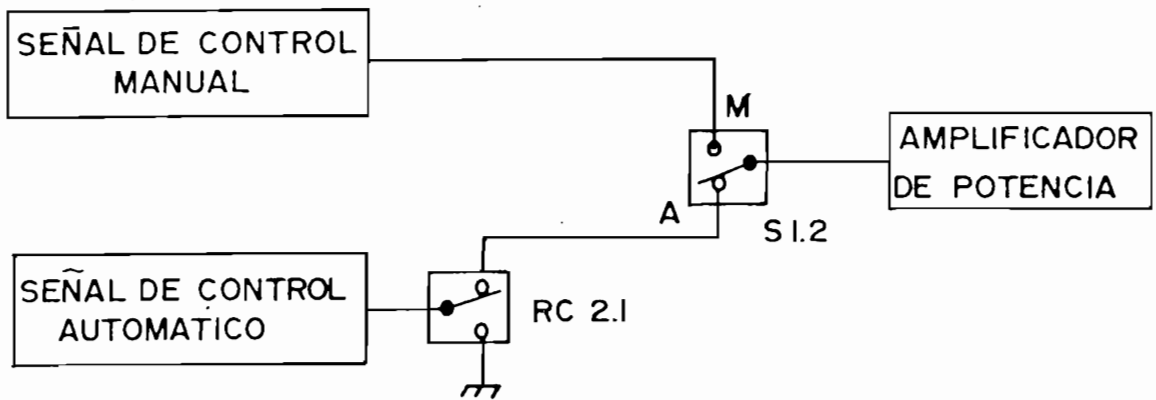 SEÑAL DE CONTROL
MANUAL
M
AMPLIFICADOR
DE POTENCIA
A
S1.2
SEÑAL DE CONTROL
AUTOMATICO
RC 2.1